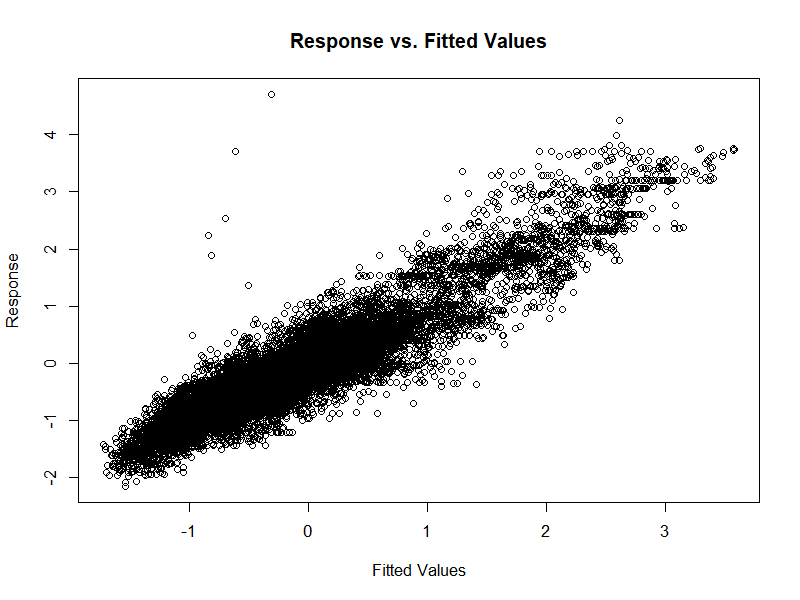 Response vs. Fitted Values
4
3
2
1
0
-1
-2
Response
-1 0 1 2 3
Fitted Values